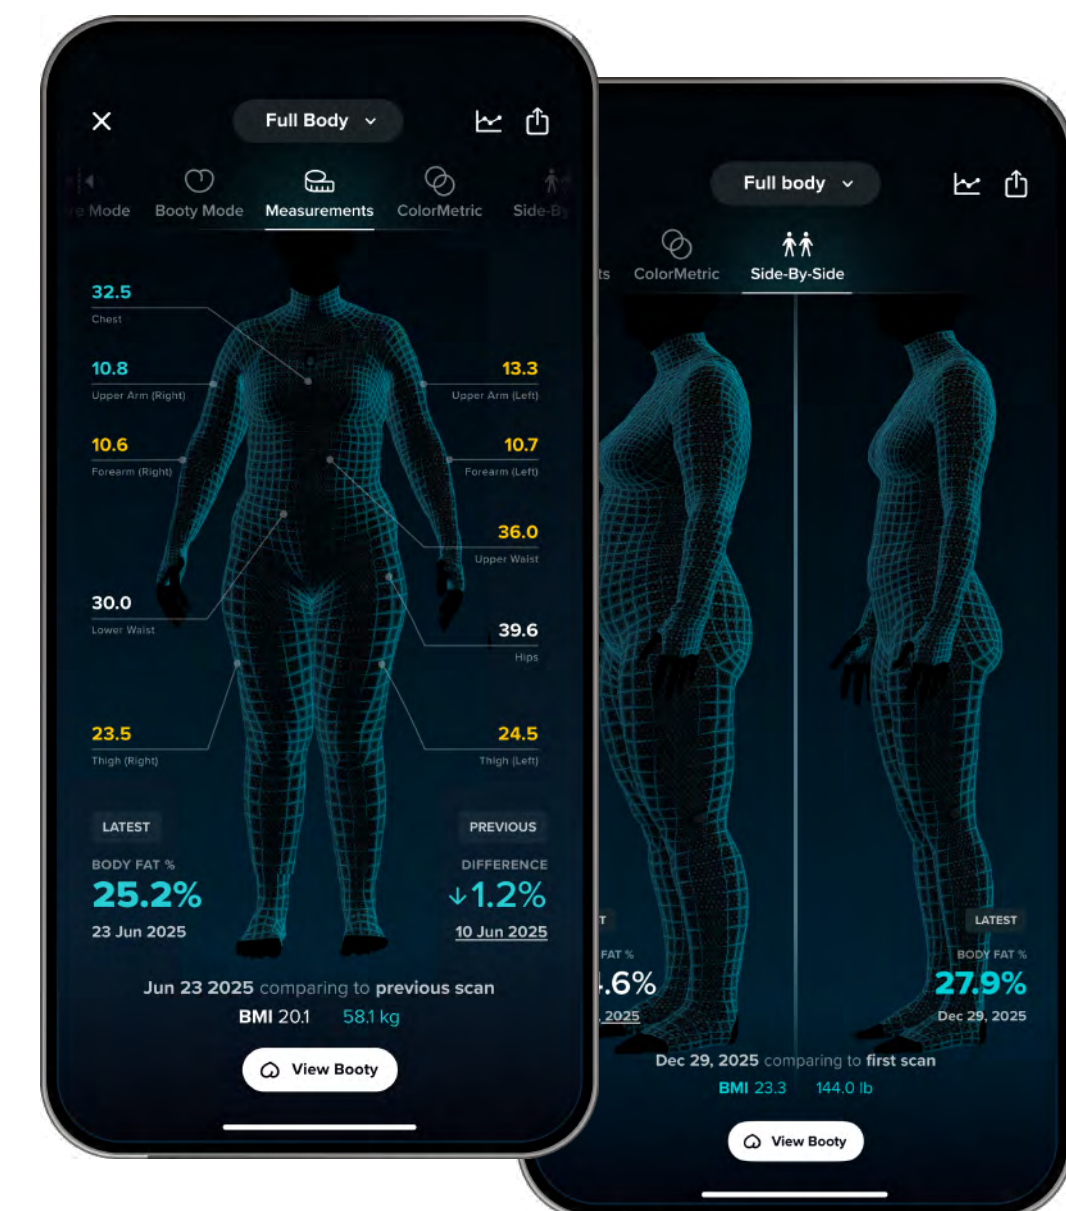 Full Body
re Mode
Booty Mode
Measurements
ColorMetric
Side-By
32.5
Chest
10.8
Upper Arm (Right)
13.3
Upper Arm (Left)
10.6
Forearm (Right)
10.7
Forearm (Left)
36.0
Upper Waist
30.0
Lower Waist
39.6
Hips
23.5
Thigh (Right)
24.5
Thigh (Left)
LATEST
PREVIOUS
BODY FAT %
DIFFERENCE
25.2%
↓1.2%
23 Jun 2025
10 Jun 2025
Jun 23 2025 comparing to previous scan
BMI 20.1 58.1 kg
View Booty
Full body
ts
ColorMetric
Side-By-Side
T
LATEST
FAT %
BODY FAT %
.6%
27.9%
, 2025
Dec 29, 2025
Dec 29, 2025 comparing to first scan
BMI 23.3 144.0 lb
View Booty